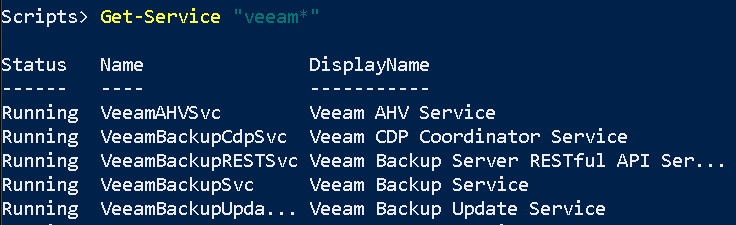 Scripts> Get-Service "veeam*"
Status Name DisplayName
------ ---- -----------
Running VeeamAHVSvc Veeam AHV Service
Running VeeamBackupCdpSvc Veeam CDP Coordinator Service
Running VeeamBackupRESTSvc Veeam Backup Server RESTful API Ser...
Running VeeamBackupSvc Veeam Backup Service
Running VeeamBackupUpda... Veeam Backup Update Service